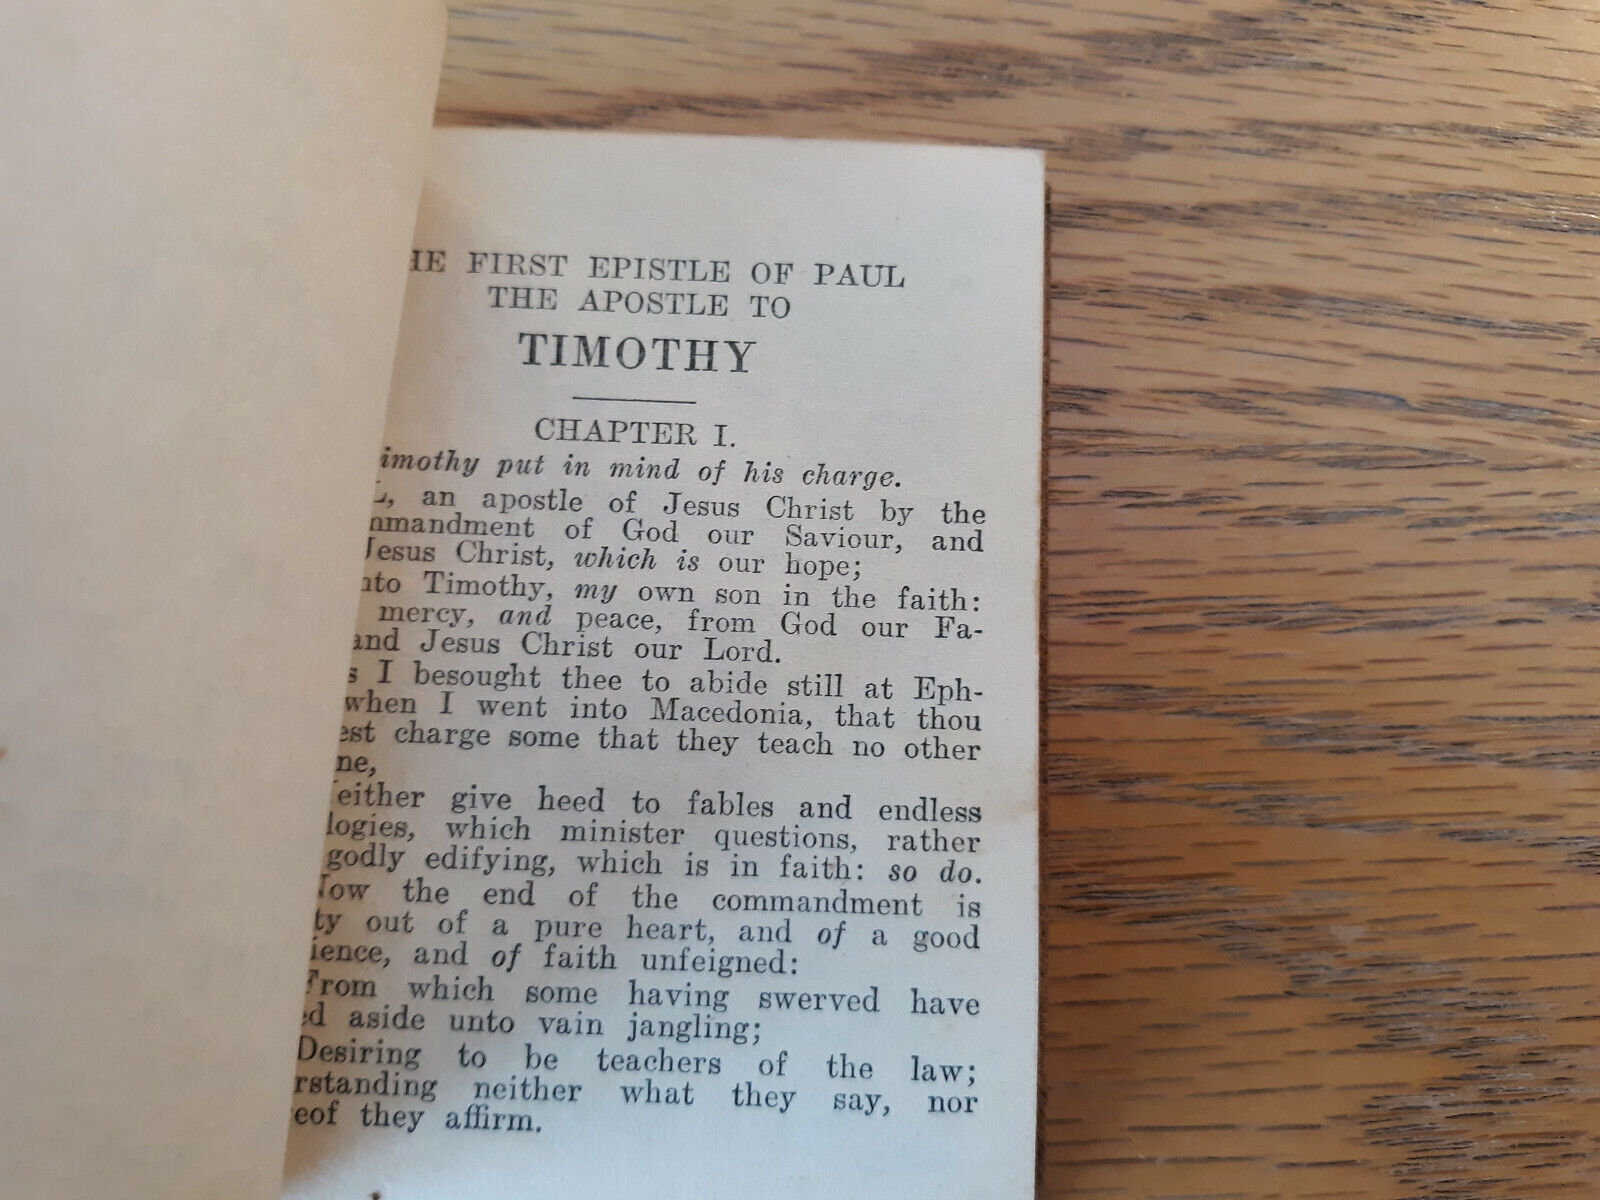 HE FIRST EPISTLE OF PAUL
THE APOSTLE TO
TIMOTHY
CHAPTER I.
imothy put in mind of his charge.
L, an apostle of Jesus Christ by the
mmandment of God our Saviour, and
Jesus Christ, which is our hope;
nto Timothy, my own son in the faith:
mercy, and peace, from God our Fa-
and Jesus Christ our Lord.
s I besought thee to abide still at Eph-
when I went into Macedonia, that thou
est charge some that they teach no other
ne,
either give heed to fables and endless
logies, which minister questions, rather
godly edifying, which is in faith: so do.
Now the end of the commandment is
ty out of a pure heart, and of a good
ience, and of faith unfeigned:
From which some having swerved have
ed aside unto vain jangling;
Desiring to be teachers of the law;
rstanding neither what they say, nor
eof they affirm.